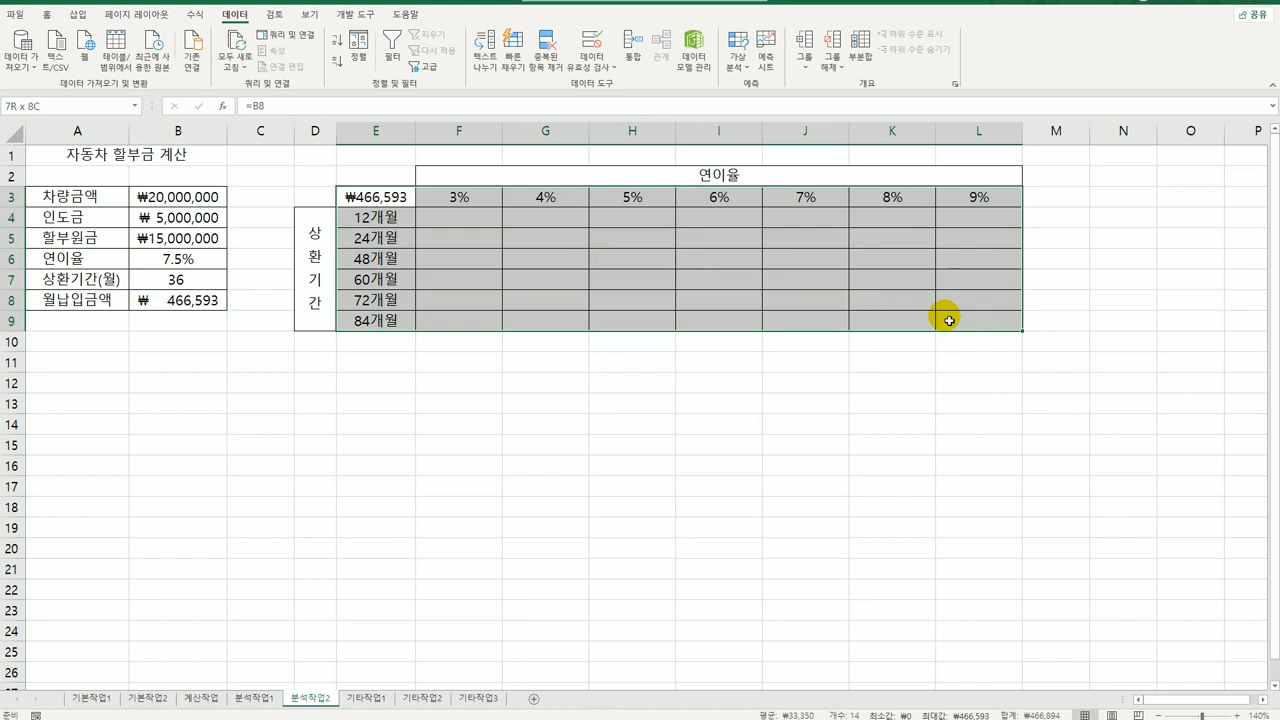 파일 홈 삽입 페이지 레이아웃 수식 데이터 검토 보기 개발 도구 도움말 공유
데이터 가져오기 텍스트/CSV 웹 테이블/범위에서 최근에 사용한 원본 기존 연결
쿼리 및 연결
속성
연결 편집
모두 새로 고침
정렬 필터
지우기
다시 적용
고급
텍스트 나누기 빠른 채우기 중복된 항목 제거 데이터 유효성 검사 통합 관계 데이터 모델 관리
가상 분석 예측 시트 그룹 그룹 해제 부분합
하위 수준 표시
하위 수준 숨기기
데이터 가져오기 및 변환 쿼리 및 연결 정렬 및 필터 데이터 도구 예측 개요
7R x 8C fx =B8
A B C D E F G H I J K L M N O P
1 자동차 할부금 계산
2 연이율
3 차량금액 ₩20,000,000 ₩466,593 3% 4% 5% 6% 7% 8% 9%
4 인도금 ₩ 5,000,000 12개월
5 할부원금 ₩15,000,000 24개월
6 연이율 7.5% 48개월
7 상환기간(월) 36 60개월
8 월납입금액 ₩ 466,593 72개월
9 84개월
상
환
기
간
10
11
12
13
14
15
16
17
18
19
20
21
22
23
24
25
26
기본작업1 기본작업2 계산작업 분석작업1 분석작업2 기타작업1 기타작업2 기타작업3
준비 평균: ₩33,350 개수: 14 최소값: ₩0 최대값: ₩466,593 합계: ₩466,894 140%